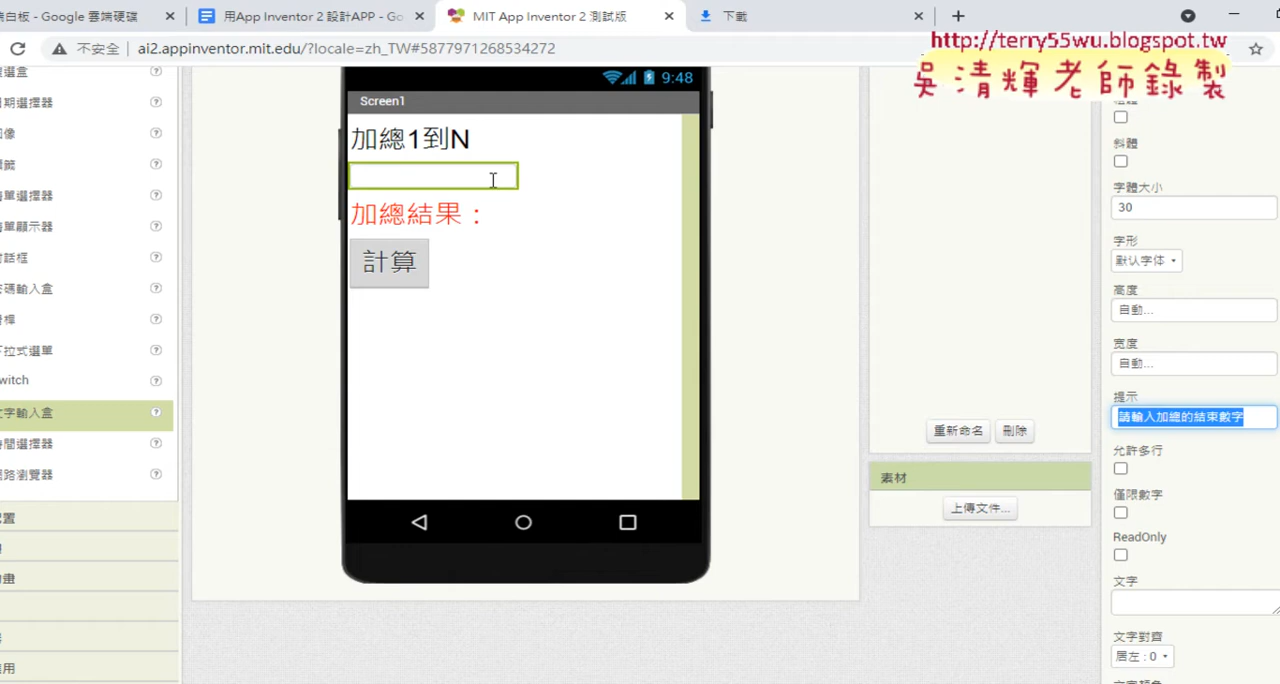 端白板 - Google 雲端硬碟
用App Inventor 2 設計APP - Go
MIT App Inventor 2 測試版
下載
不安全
ai2.appinventor.mit.edu/?locale=zh_TW#5877971268534272
http://terry55wu.blogspot.tw
吳清輝老師錄製
選盒
期選擇器
像
籤
單選擇器
單顯示器
話框
碼輸入盒
桿
拉式選單
witch
文字輸入盒
間選擇器
路瀏覽器
配置
畫
應用
9:48
Screen1
加總1到N
加總結果：
計算
重新命名
刪除
素材
上傳文件...
斜體
字體大小
30
字形
默认字体
高度
自動...
宽度
自動...
提示
請輸入加總的結束數字
允許多行
僅限數字
ReadOnly
文字
文字對齊
居左 : 0